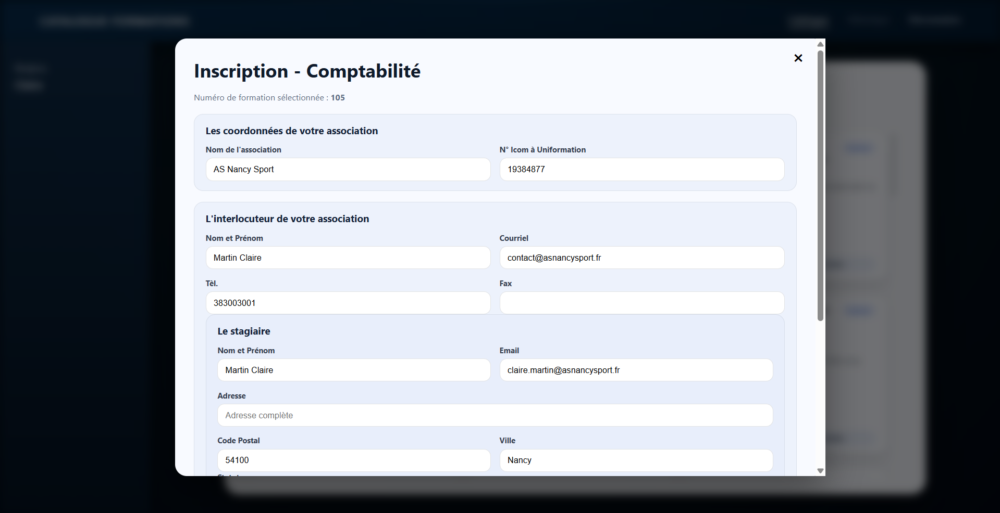 Inscription - Comptabilité
Numéro de formation sélectionnée : 105
Les coordonnées de votre association
Nom de l'association
N° Icom à Uniformation
AS Nancy Sport
19384877
L'interlocuteur de votre association
Nom et Prénom
Courriel
Martin Claire
contact@asnancysport.fr
Tèl.
Fax
383003001
Le stagiaire
Nom et Prénom
Email
Martin Claire
claire.martin@asnancysport.fr
Adresse
Adresse complète
Code Postal
Ville
54100
Nancy